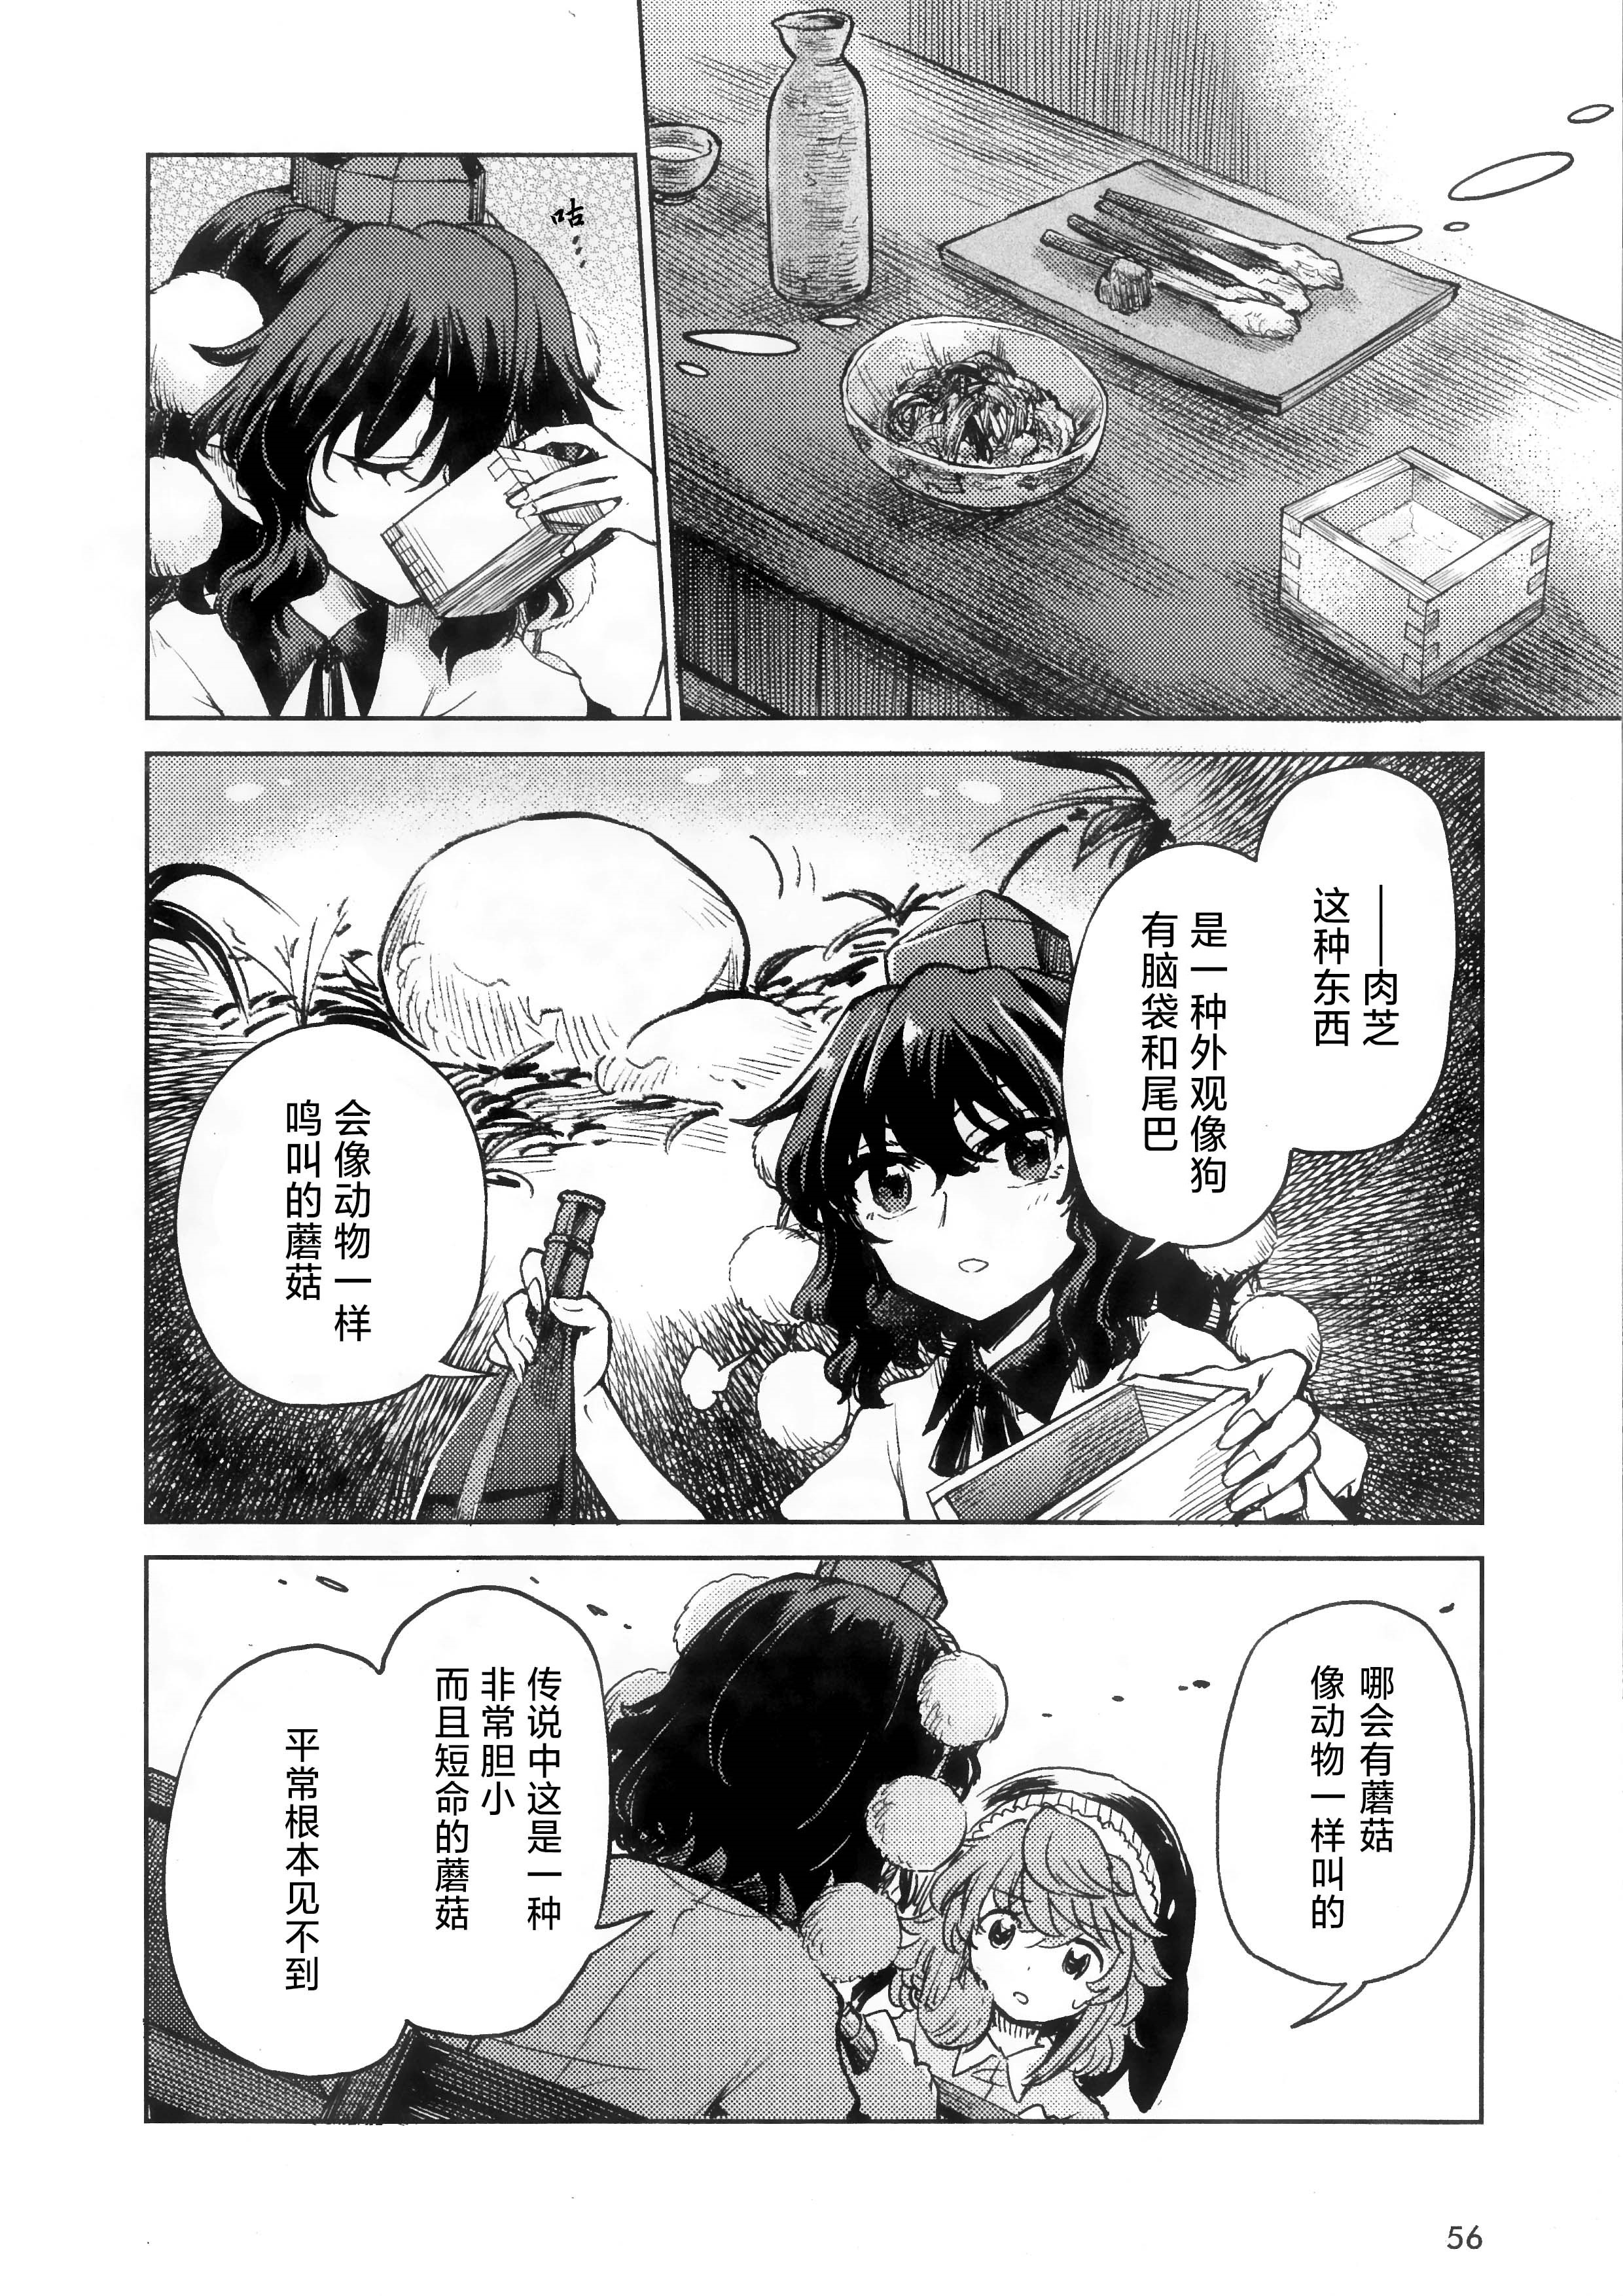 咕…
——肉芝
这种东西
是一种外观像狗
有脑袋和尾巴
会像动物一样
鸣叫的蘑菇
哪会有蘑菇
像动物一样叫的
传说中这是一种
非常胆小
而且短命的蘑菇
平常根本见不到
56